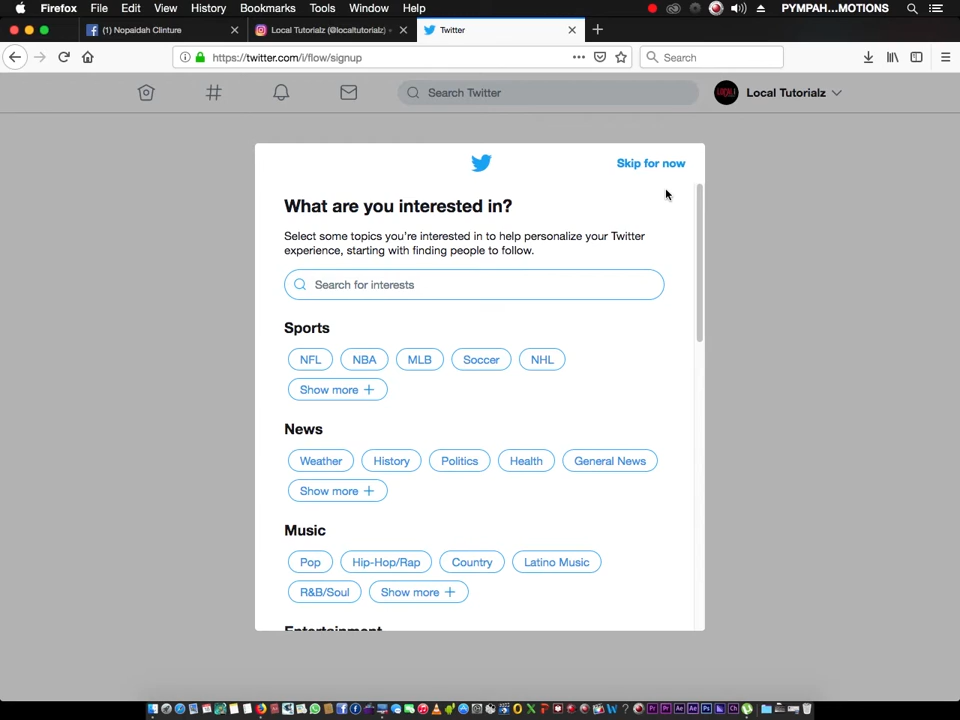 Firefox File Edit View History Bookmarks Tools Window Help PYMPAH...MOTIONS
(1) Nopaidah Clinture
Local Tutorialz (@localtutorialz)
Twitter
https://twitter.com/i/flow/signup
Search
Search Twitter
Local Tutorialz
Skip for now
What are you interested in?
Select some topics you're interested in to help personalize your Twitter
experience, starting with finding people to follow.
Search for interests
Sports
NFL NBA MLB Soccer NHL
Show more +
News
Weather History Politics Health General News
Show more +
Music
Pop Hip-Hop/Rap Country Latino Music
R&B/Soul Show more +
Entertainment